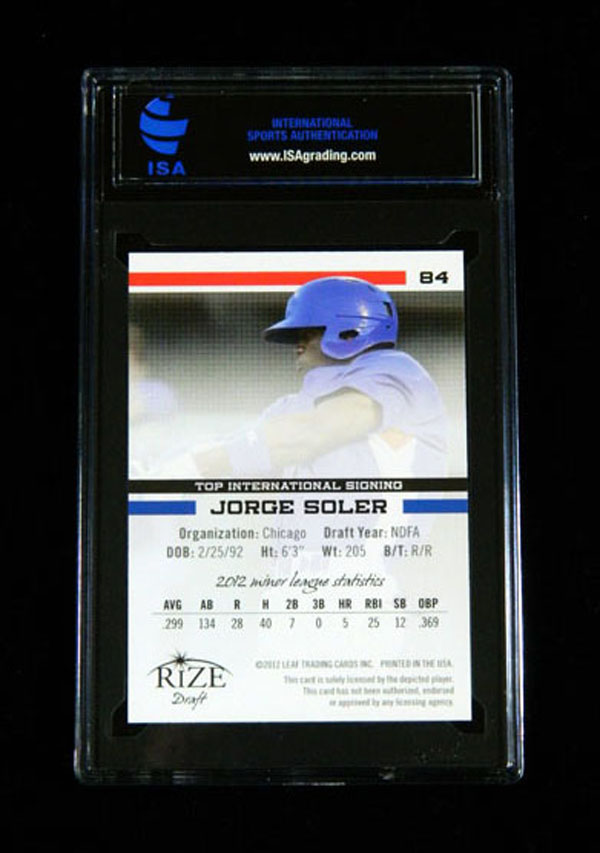 INTERNATIONAL
SPORTS AUTHENTICATION
www.ISAgrading.com
ISA
84
TOP INTERNATIONAL SIGNING
JORGE SOLER
Organization: Chicago Draft Year: NDFA
DOB: 2/25/92 Ht: 6'3" Wt: 205 B/T: R/R
2012 minor league statistics
AVG AB R H 2B 3B HR RBI SB OBP
.299 134 28 40 7 0 5 25 12 .369
RIZE
Draft
©2012 LEAF TRADING CARDS INC. PRINTED IN THE USA.
This card is solely licensed by the depicted player.
This card has not been authorized, endorsed
or approved by any licensing agency.